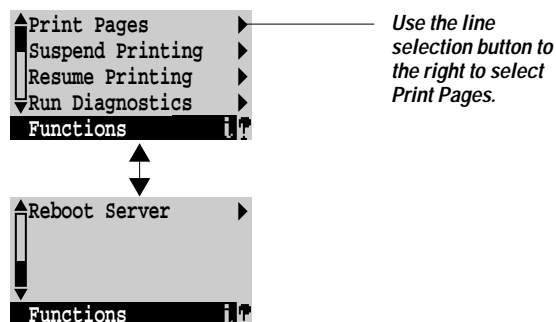 Print Pages
Suspend Printing
Resume Printing
Run Diagnostics
Functions
Use the line
selection button to
the right to select
Print Pages.
Reboot Server
Functions